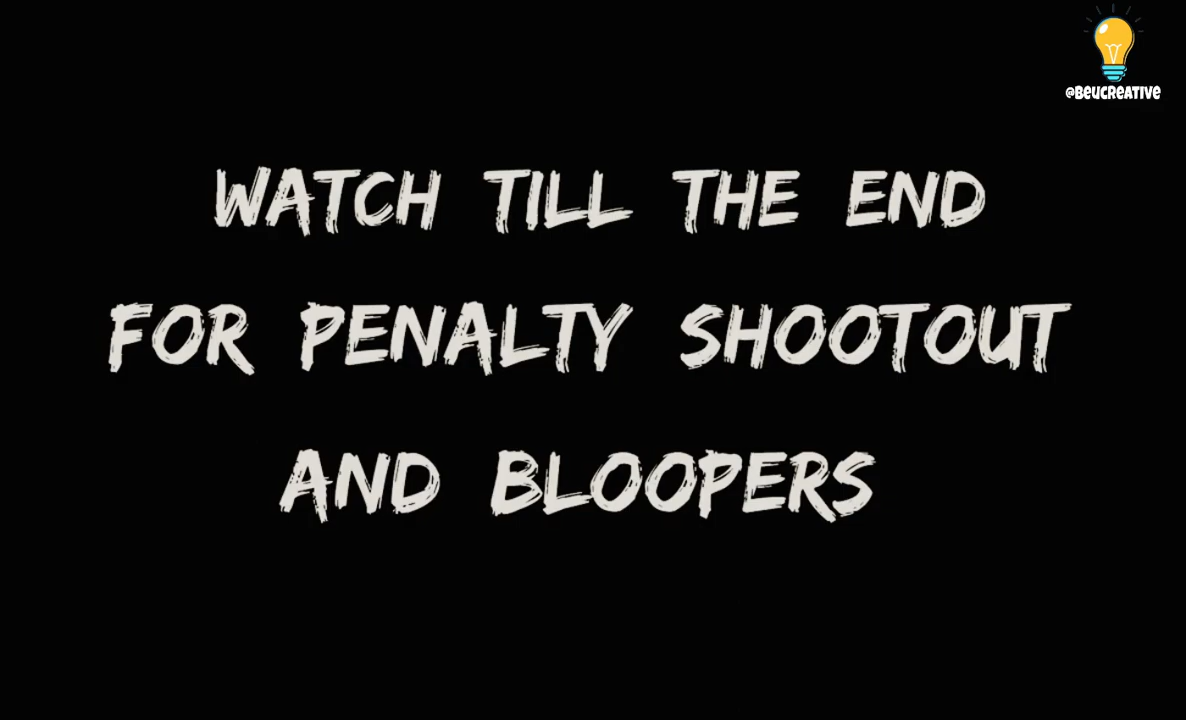 @BEUCREATIVE
WATCH TILL THE END
FOR PENALTY SHOOTOUT
AND BLOOPERS